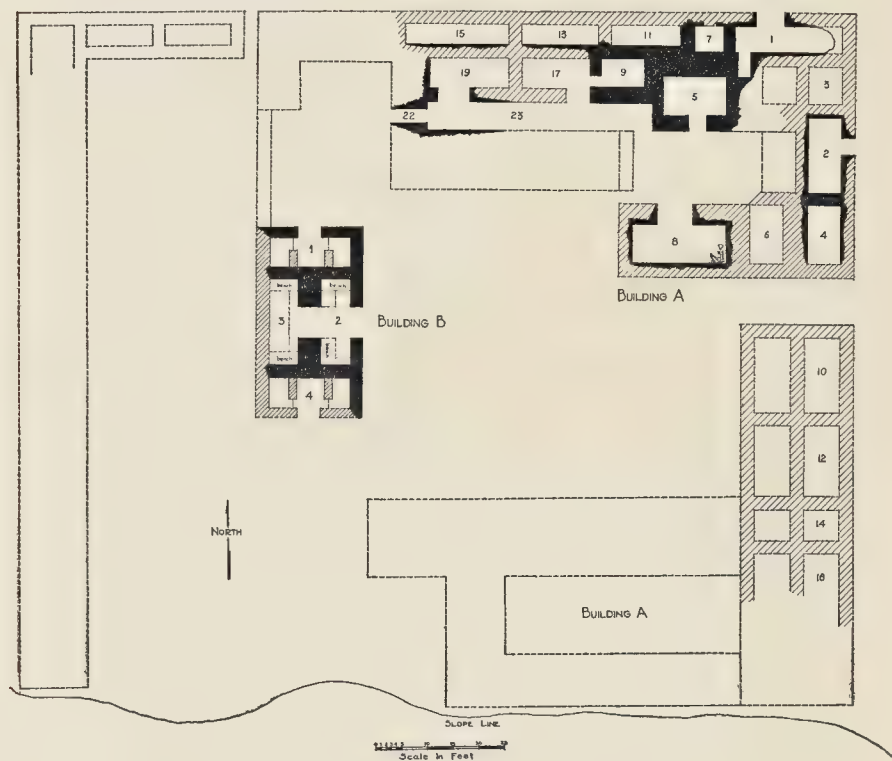 15 13 11 7 1
19 17 9 5 3
22 23 2
8 6 4
BUILDING A
1
3 2 BUILDING B
4
10
12
NORTH
14
BUILDING A
SLOPE LINE
Scale in Feet